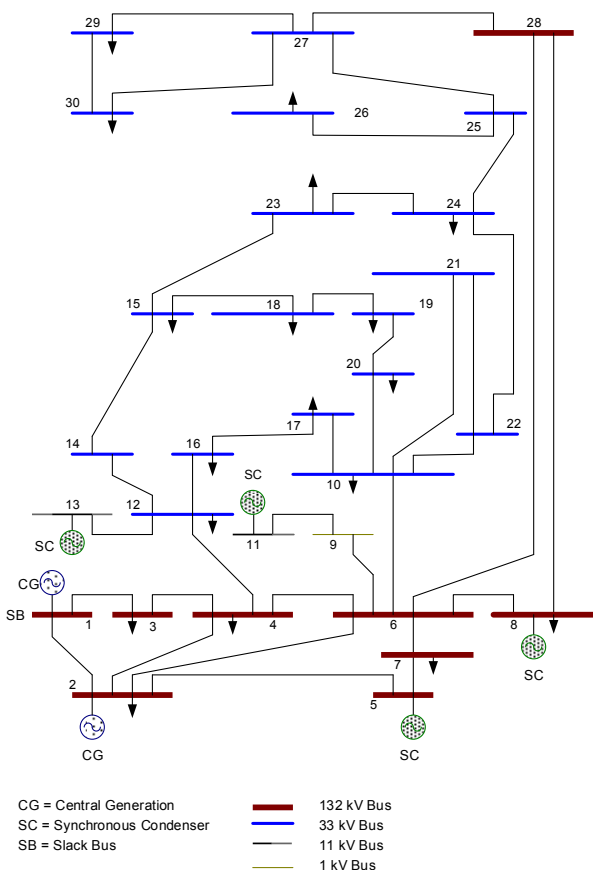 29
27
28
30
26
25
23
24
21
15
18
19
20
17
14
16
22
SC
10
13
12
SC
11
9
CG
SB
1
3
4
6
8
7
2
5
SC
CG
SC
CG = Central Generation
132 kV Bus
SC = Synchronous Condenser
33 kV Bus
SB = Slack Bus
11 kV Bus
1 kV Bus